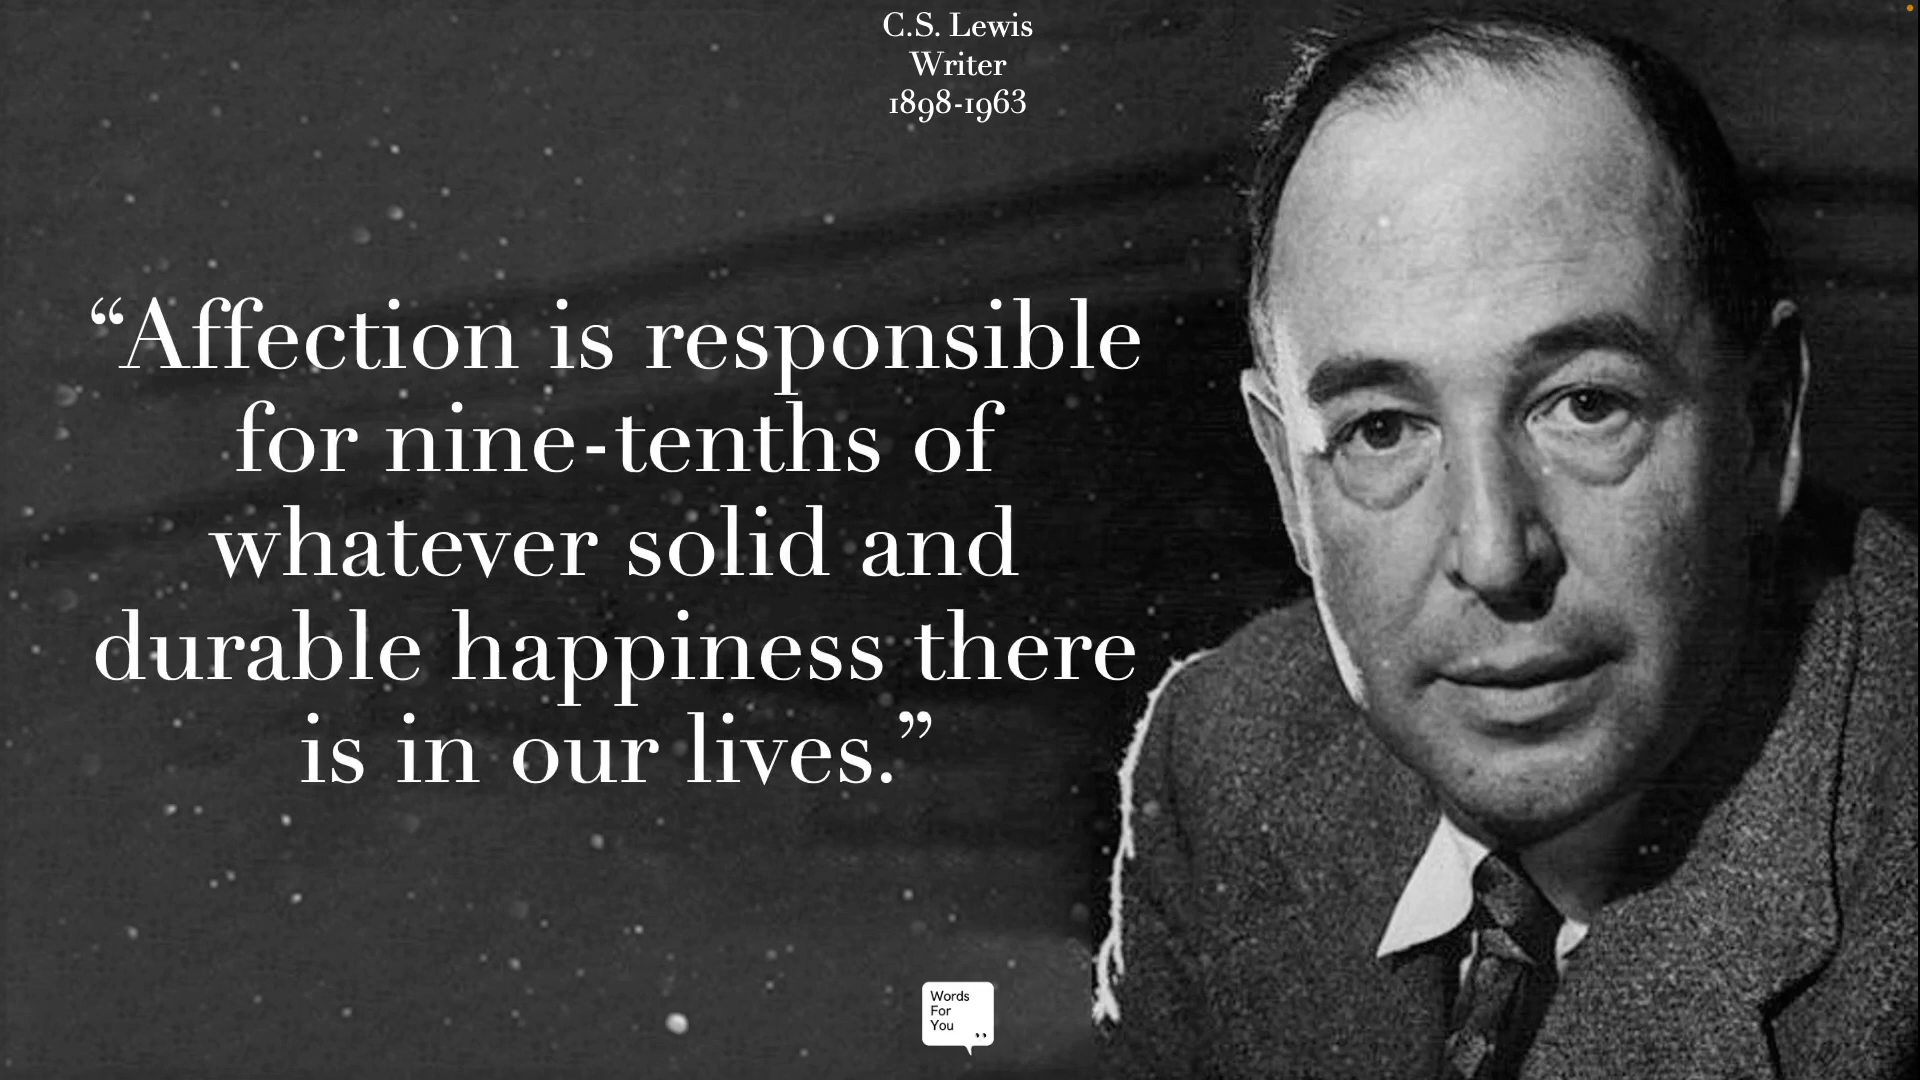 C.S. Lewis
Writer
1898-1963
“Affection is responsible
for nine-tenths of
whatever solid and
durable happiness there
is in our lives.”
Words
For
You
,,